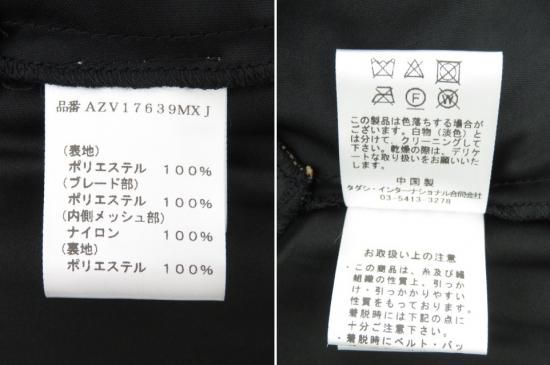 品番 AZV17639MXJ
(表地)
ポリエステル 100%
(ブレード部)
ポリエステル 100%
(内側メッシュ部)
ナイロン 100%
(裏地)
ポリエステル 100%
F W
この製品は色落ちする場合が
ございます。白物(淡色)と
は分けて、クリーニングして
下さい。乾燥の際は、デリケ
ートな取り扱いをお願いいた
します。
中国製
タダシ・インターナショナル合同会社
03-5413-3278
お取扱い上の注意
・この商品は、糸及び繊
組織の性質上、引っか
け・引っかかりやすい
性質をもっております。
着脱時には下記の点に
十分ご注意下さい。
・着脱時にベルト・バッ